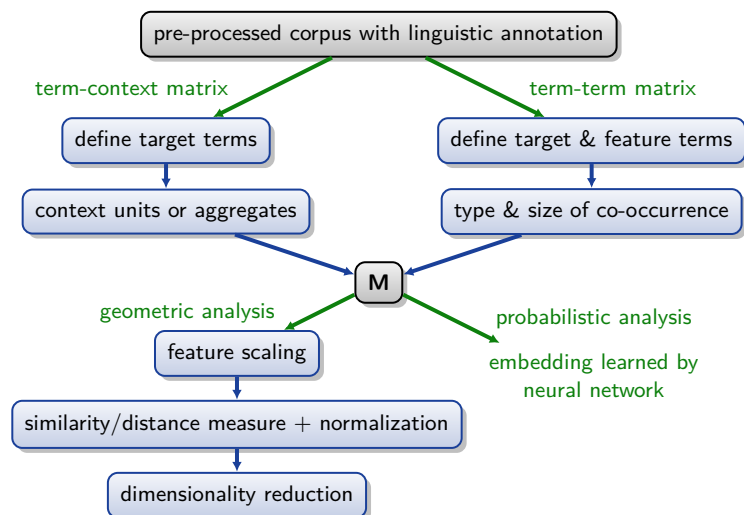 pre-processed corpus with linguistic annotation
term-context matrix
term-term matrix
define target terms
define target & feature terms
context units or aggregates
type & size of co-occurrence
M
geometric analysis
probabilistic analysis
feature scaling
embedding learned by
neural network
similarity/distance measure + normalization
dimensionality reduction